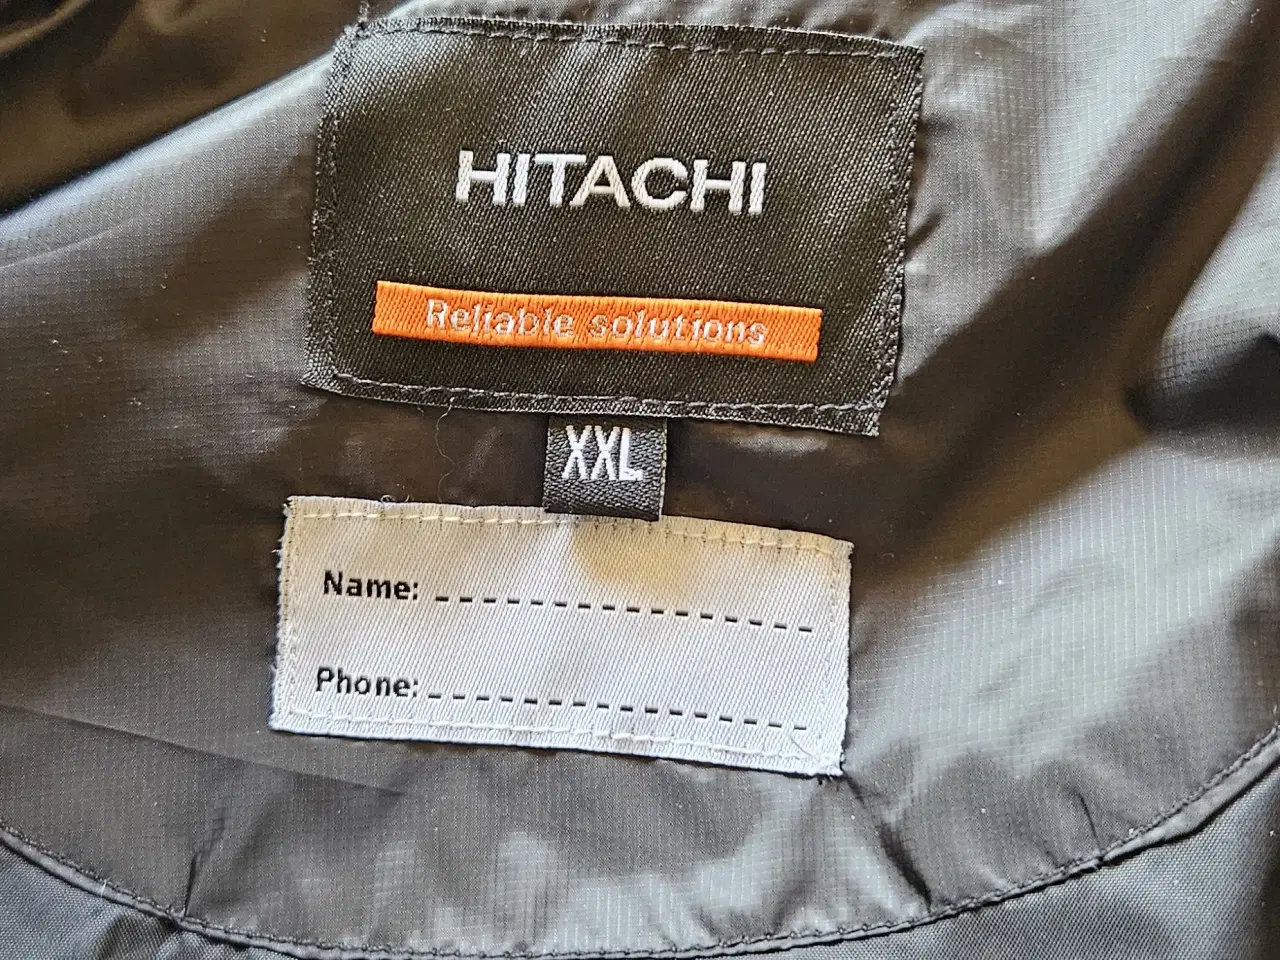 HITACHI
Reliable solutions
XXL
Name:
Phone: